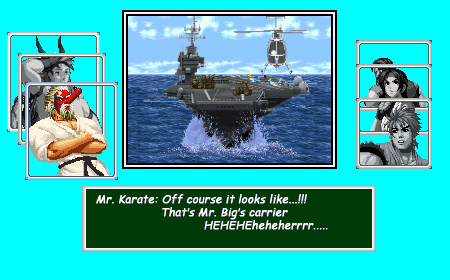 Mr. Karate: Off course it looks like...!!!
That's Mr. Big's carrier
HEHEHEheheherrrr.....